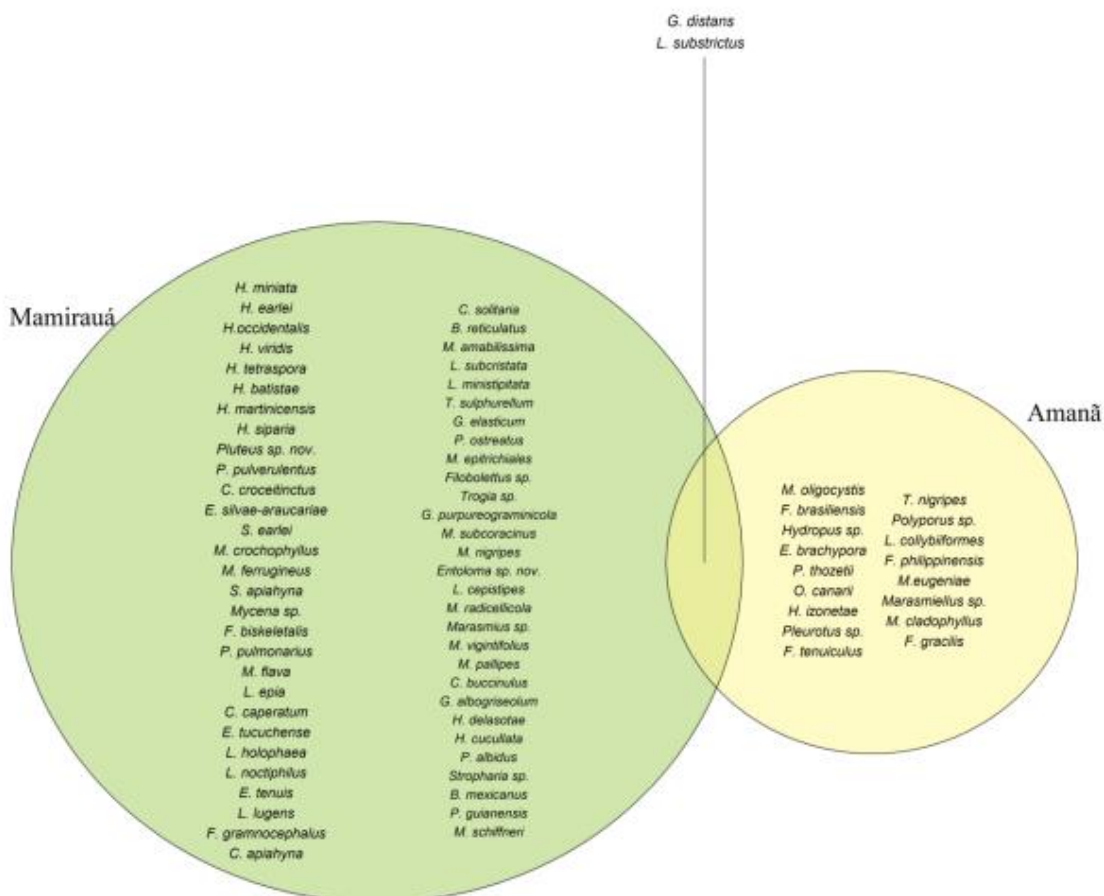 G. distans
L. substrictus
Mamirauá
H. miniata
H. earlei
H.occidentalis
H. viridis
H. tetraspora
H. batistae
H. martinicensis
H. siparia
Pluteus sp. nov.
P. pulverulentus
C. croceitinctus
E. silvae-araucariae
S. earlei
M. crochophyllus
M. ferrugineus
S. apiahyna
Mycena sp.
F. biskeletalis
P. pulmonarius
M. flava
L. epia
C. caperatum
E. tucuchense
L. holophaea
L. noctiphilus
E. tenuis
L. lugens
F. gramnocephalus
C. apiahyna
C. solitaria
B. reticulatus
M. amabilissima
L. subcristata
L. ministipitata
T. sulphurellum
G. elasticum
P. ostreatus
M. epitrichiales
Filobolettus sp.
Trogia sp.
G. purpureograminicola
M. subcoracinus
M. nigripes
Entoloma sp. nov.
L. cepistipes
M. radicellicola
Marasmius sp.
M. vigintifolius
M. pallipes
C. buccinulus
G. albogriseolum
H. delasotae
H. cucullata
P. albidus
Stropharia sp.
B. mexicanus
P. guianensis
M. schiffneri
Amanã
M. oligocystis
F. brasiliensis
Hydropus sp.
E. brachypora
P. thozetii
O. canarii
H. izonetae
Pleurotus sp.
F. tenuiculus
T. nigripes
Polyporus sp.
L. collybiiformes
F. philippinensis
M.eugeniae
Marasmiellus sp.
M. cladophyllus
F. gracilis